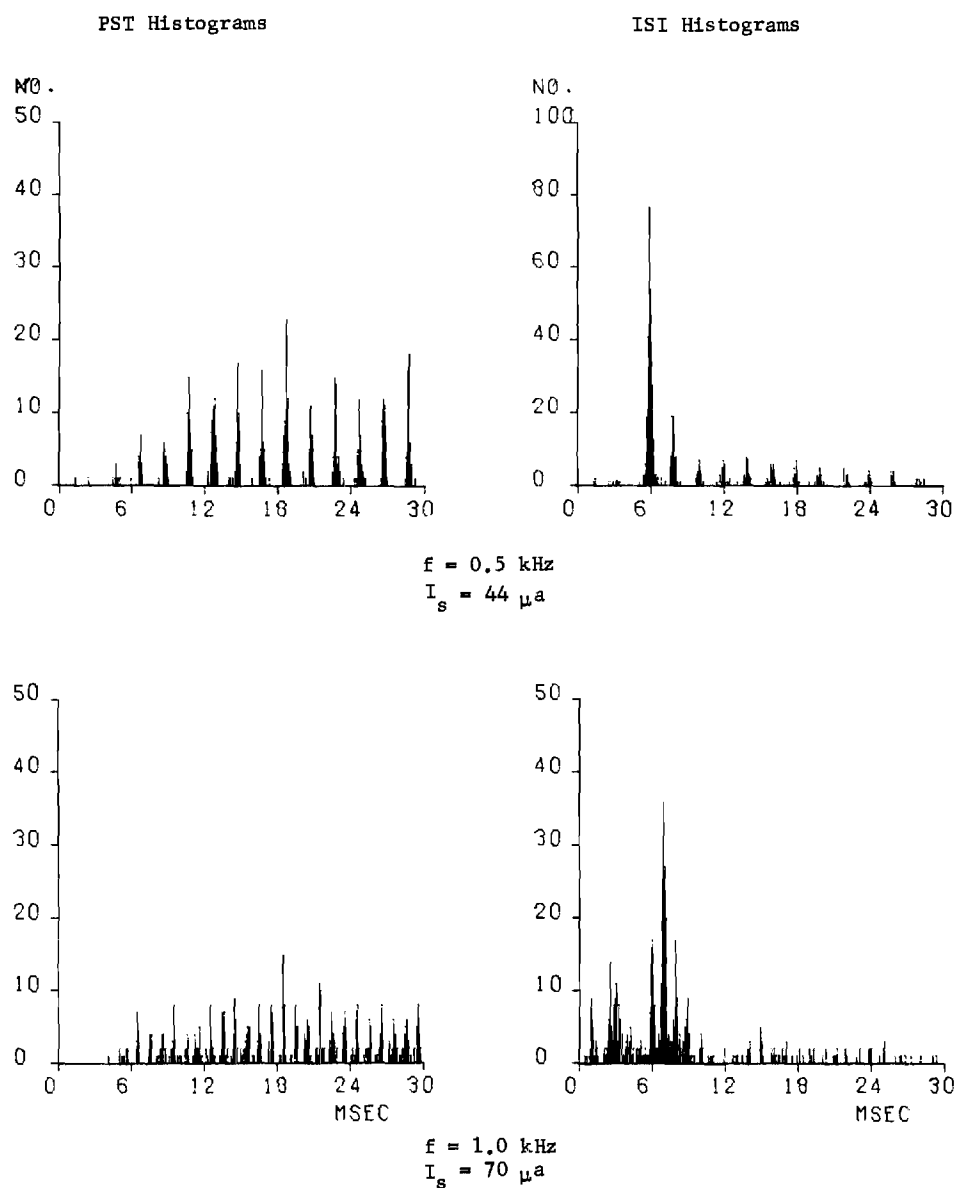 PST Histograms
ISI Histograms
NO.
50
40
30
20
10
0
0 6 12 18 24 30
NO.
100
80
60
40
20
0
0 6 12 18 24 30
f = 0.5 kHz
I_s = 44 μa
50
40
30
20
10
0
0 6 12 18 24 30
MSEC
50
40
30
20
10
0
0 6 12 18 24 30
MSEC
f = 1.0 kHz
I_s = 70 μa